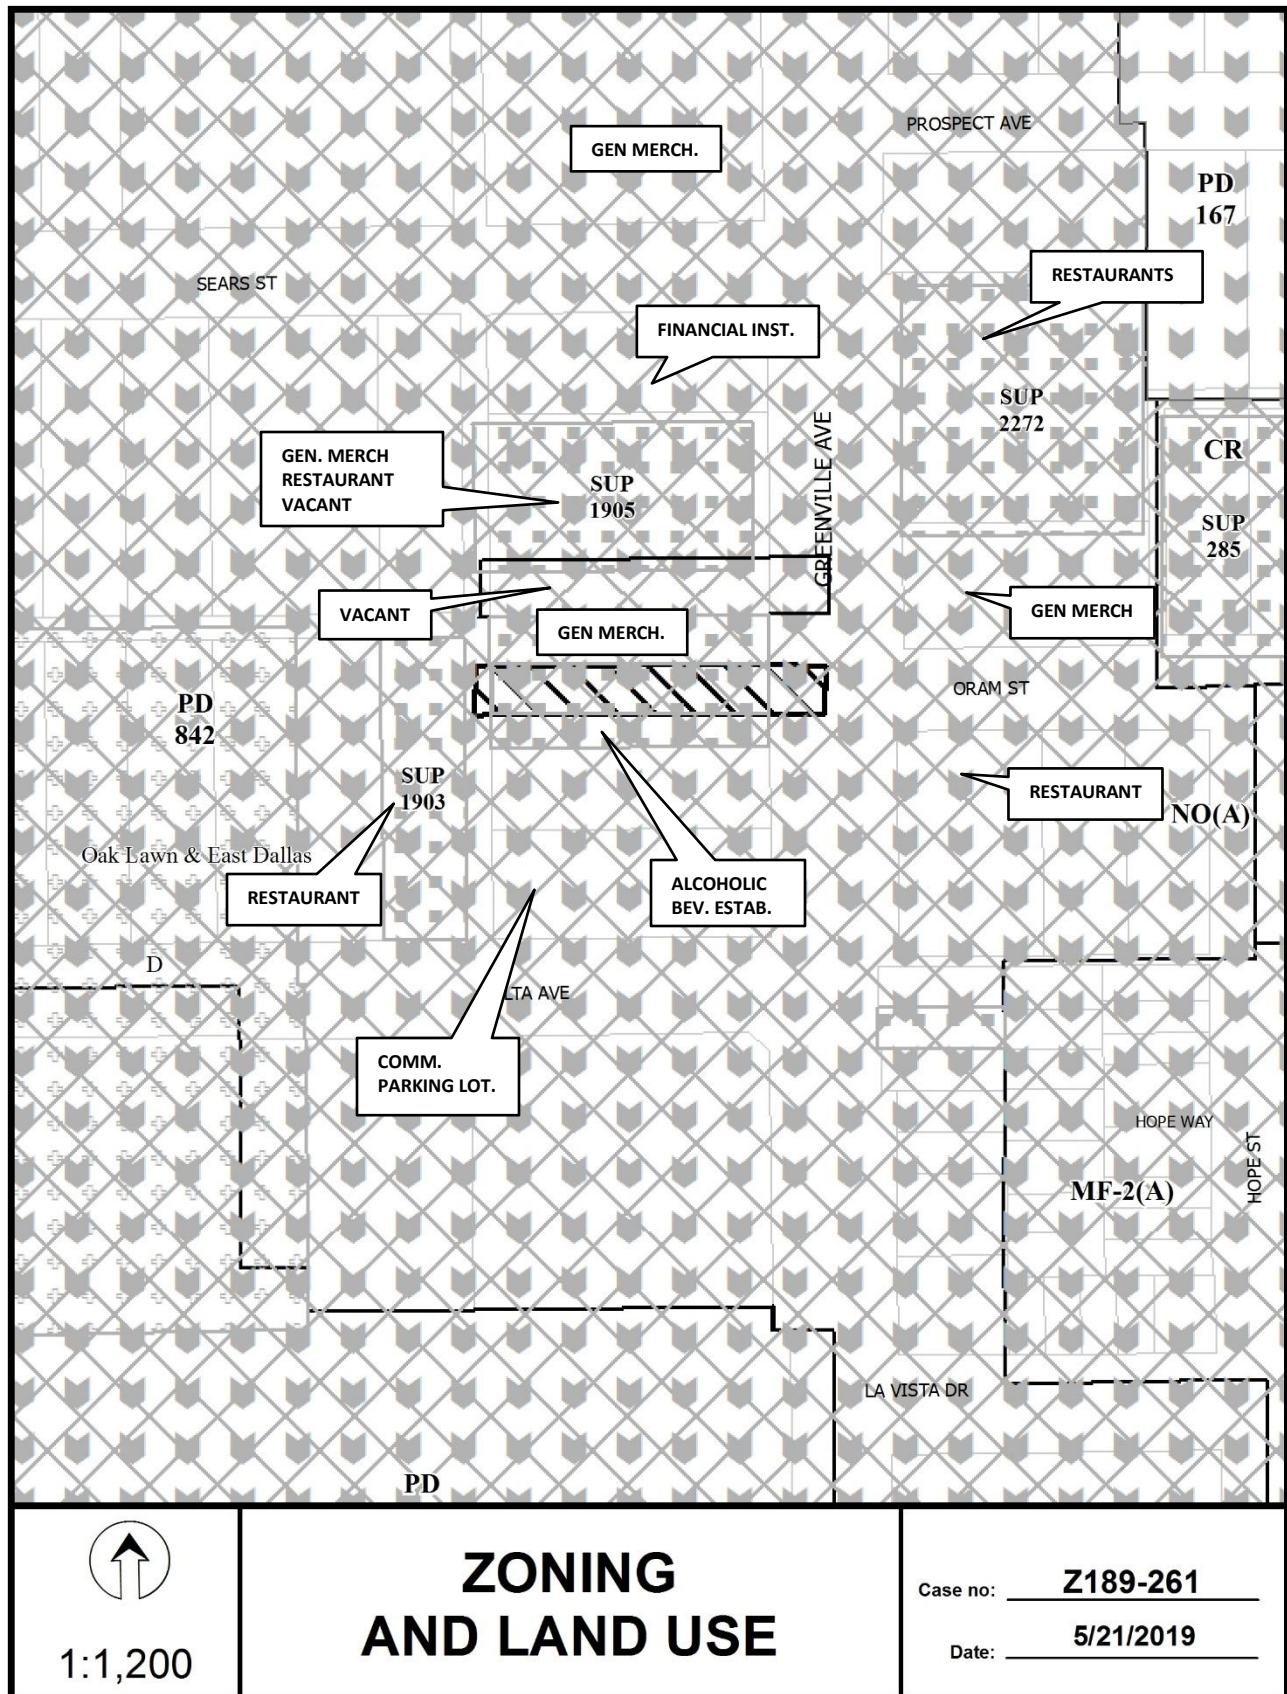 GEN MERCH.
PROSPECT AVE
PD
167
RESTAURANTS
SEARS ST
FINANCIAL INST.
SUP
2272
GREENVILLE AVE
GEN. MERCH
RESTAURANT
VACANT
SUP
1905
CR
SUP
285
VACANT
GEN MERCH.
GEN MERCH
ORAM ST
PD
842
SUP
1903
RESTAURANT
NO(A)
Oak Lawn & East Dallas
RESTAURANT
ALCOHOLIC
BEV. ESTAB.
D
LTA AVE
COMM.
PARKING LOT.
HOPE WAY
HOPE ST
MF-2(A)
LA VISTA DR
PD
1:1,200
ZONING
AND LAND USE
Case no: Z189-261
Date: 5/21/2019